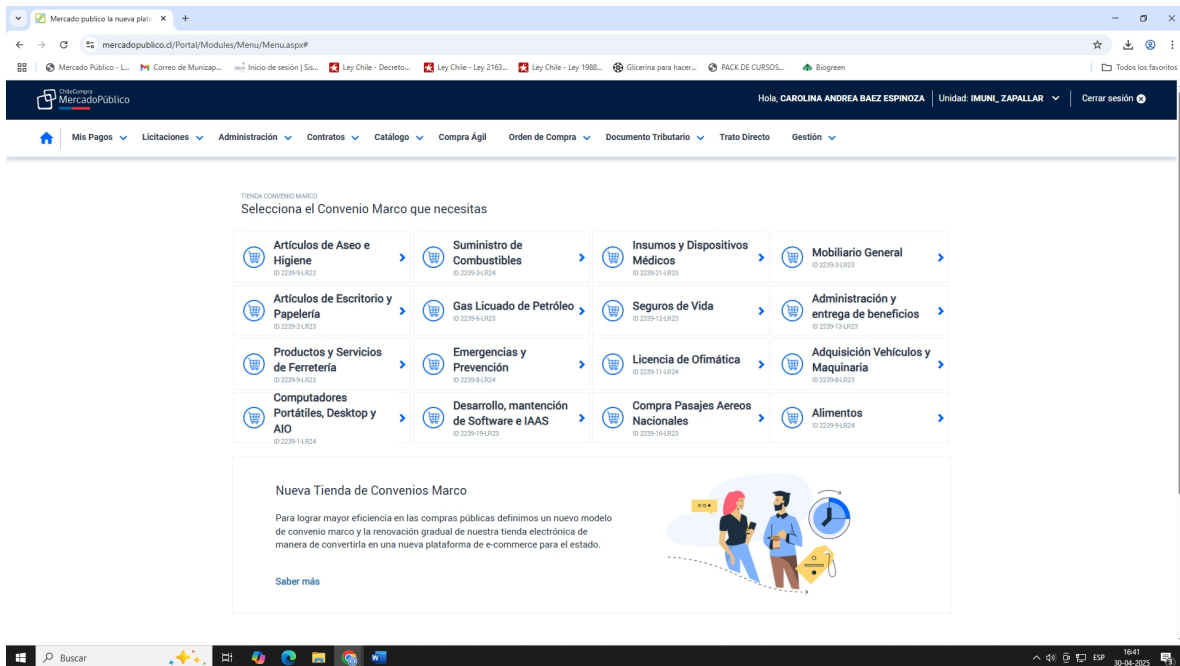 Mercado publico la nueva plata
mercadopublico.cl/Portal/Modules/Menu/Menu.aspx#
Mercado Público - L... Correo de Munizap... Inicio de sesión | Sis... Ley Chile - Decreto... Ley Chile - Ley 2163... Ley Chile - Ley 1988... Glicerina para hacer... PACK DE CURSOS... Biogreen Todos los favoritos
ChileCompra
MercadoPúblico
Hola, CAROLINA ANDREA BAEZ ESPINOZA Unidad: IMUNI_ ZAPALLAR Cerrar sesión
Mis Pagos Licitaciones Administración Contratos Catálogo Compra Ágil Orden de Compra Documento Tributario Trato Directo Gestión
TIENDA CONVENIO MARCO
Selecciona el Convenio Marco que necesitas
Artículos de Aseo e
Higiene
ID 2239-9-LR22
Suministro de
Combustibles
ID 2239-3-LR24
Insumos y Dispositivos
Médicos
ID 2239-21-LR23
Mobiliario General
ID 2239-3-LR23
Artículos de Escritorio y
Papelería
ID 2239-2-LR23
Gas Licuado de Petróleo
ID 2239-6-LR23
Seguros de Vida
ID 2239-12-LR23
Administración y
entrega de beneficios
ID 2239-13-LR23
Productos y Servicios
de Ferretería
ID 2239-9-LR23
Emergencias y
Prevención
ID 2239-8-LR24
Licencia de Ofimática
ID 2239-11-LR24
Adquisición Vehículos y
Maquinaria
ID 2239-8-LR23
Computadores
Portátiles, Desktop y
AIO
ID 2239-1-LR24
Desarrollo, mantención
de Software e IAAS
ID 2239-19-LR23
Compra Pasajes Aereos
Nacionales
ID 2239-16-LR23
Alimentos
ID 2239-9-LR24
Nueva Tienda de Convenios Marco
Para lograr mayor eficiencia en las compras públicas definimos un nuevo modelo
de convenio marco y la renovación gradual de nuestra tienda electrónica de
manera de convertirla en una nueva plataforma de e-commerce para el estado.
Saber más
Buscar
ESP
16:41
30-04-2025